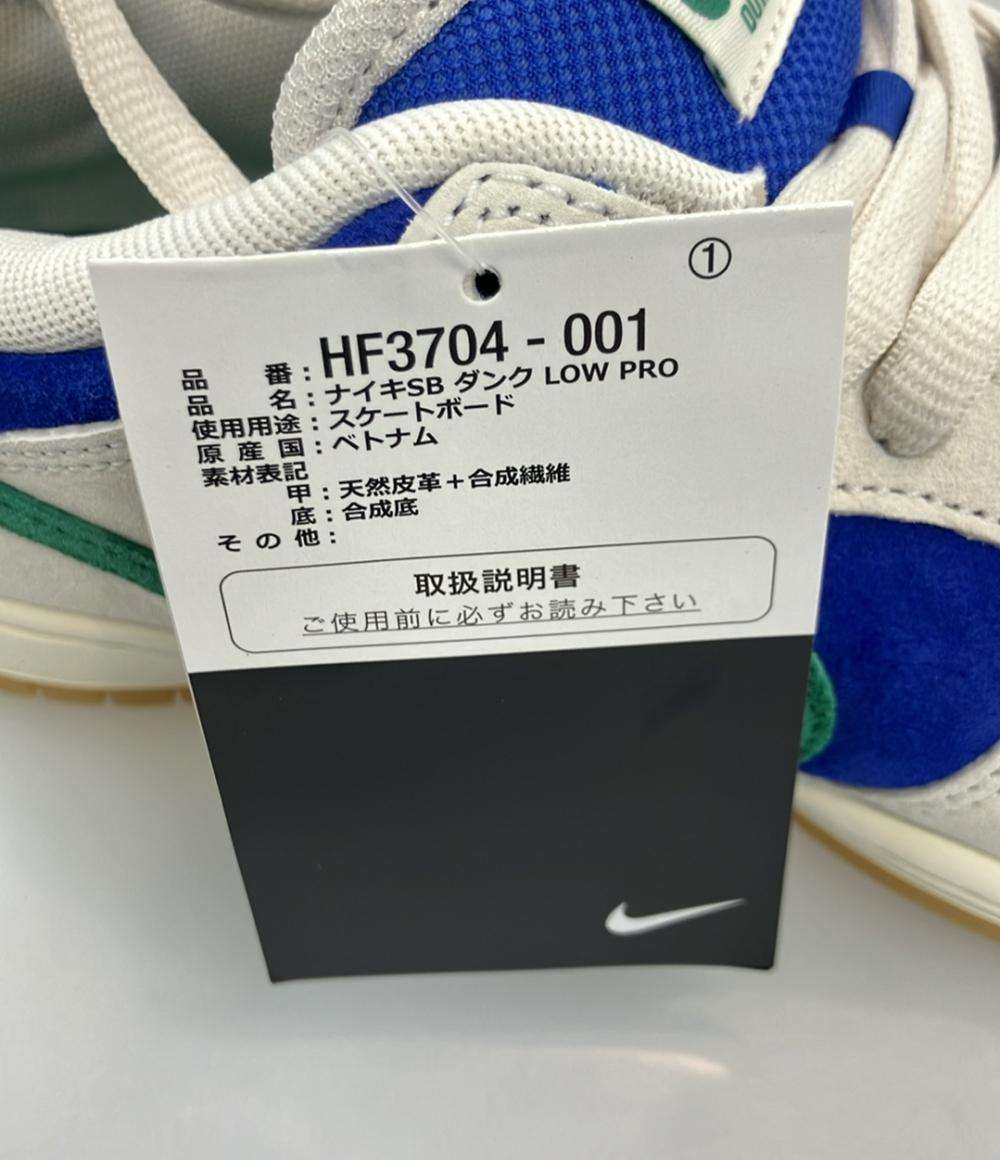 ①
品 番：HF3704 - 001
品 名：ナイキSB ダンク LOW PRO
使用用途：スケートボード
原 産 国：ベトナム
素材表記
甲：天然皮革＋合成繊維
底：合成底
そ の 他：
取扱説明書
ご使用前に必ずお読み下さい